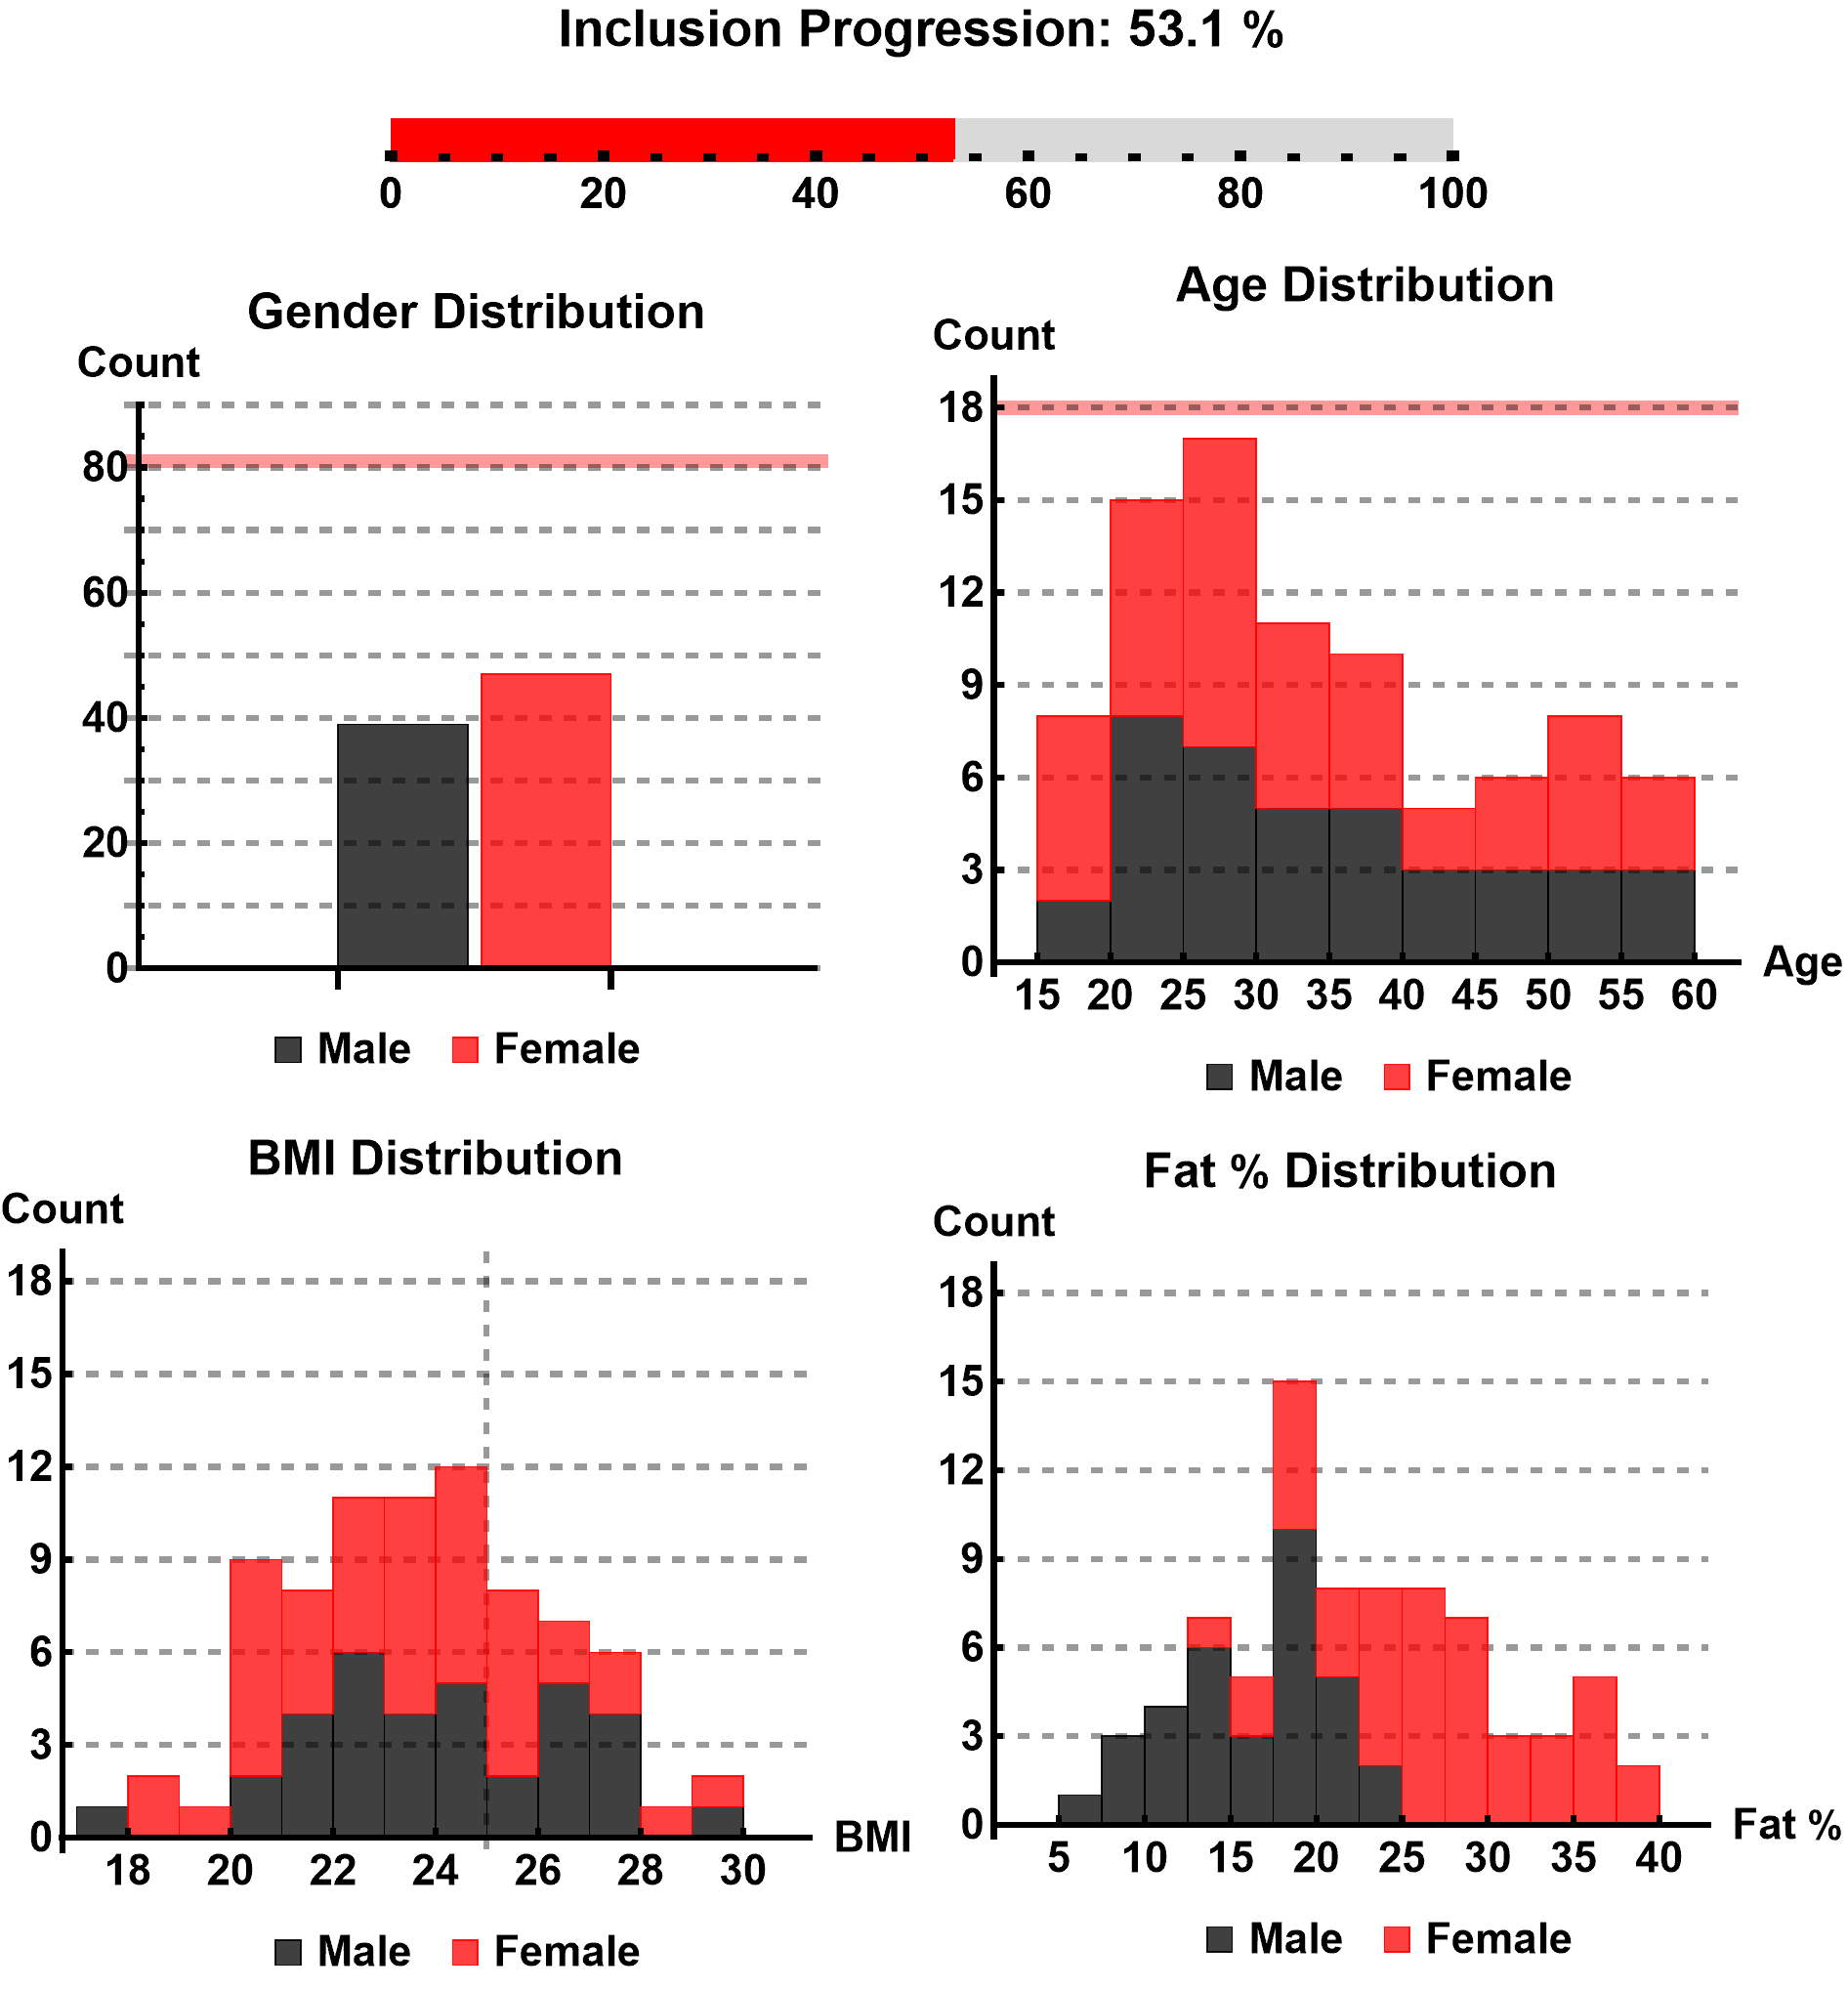 Inclusion Progression: 53.1 %
0 20 40 60 80 100
Gender Distribution
Count
80
60
40
20
0
Male Female
Age Distribution
Count
18
15
12
9
6
3
0
15 20 25 30 35 40 45 50 55 60
Age
Male Female
BMI Distribution
Count
18
15
12
9
6
3
0
18 20 22 24 26 28 30
BMI
Male Female
Fat % Distribution
Count
18
15
12
9
6
3
0
5 10 15 20 25 30 35 40
Fat %
Male Female